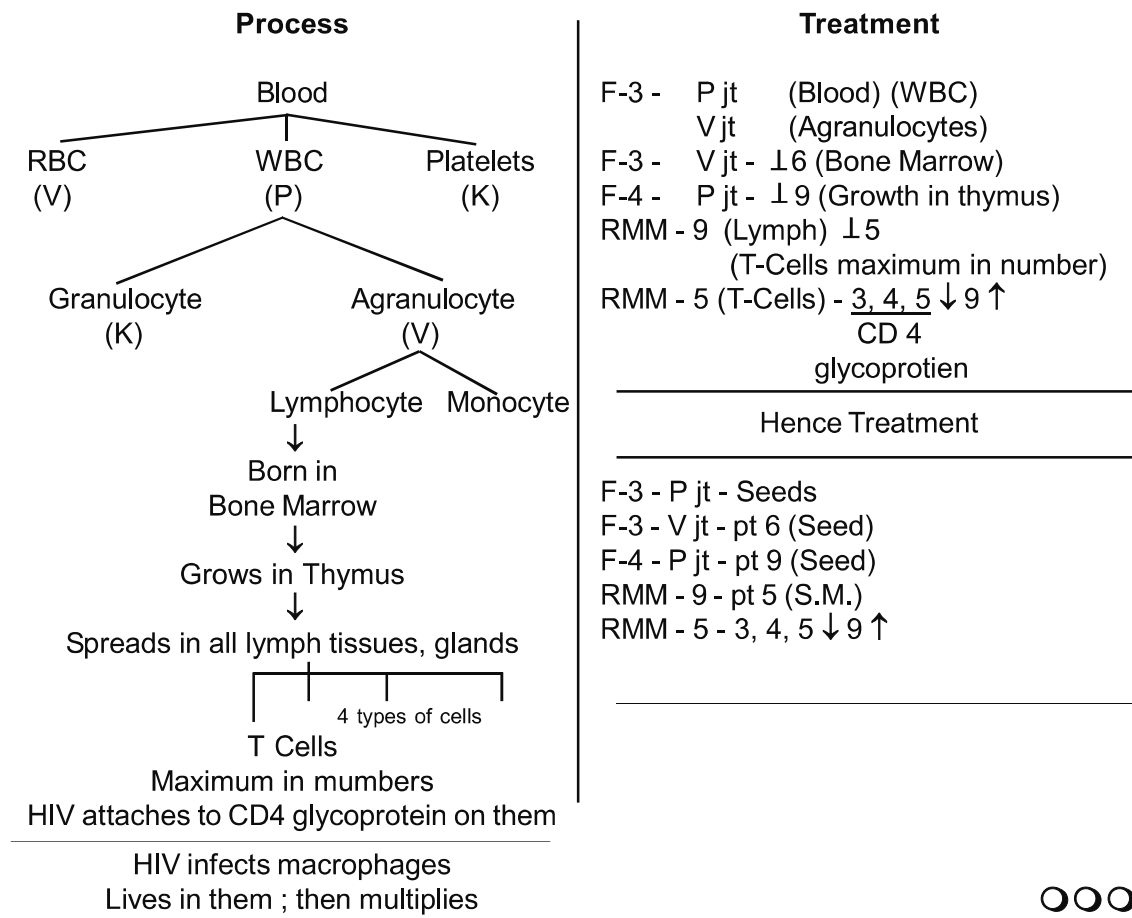 Process
Blood
RBC WBC Platelets
(V) (P) (K)
Granulocyte Agranulocyte
(K) (V)
Lymphocyte Monocyte
↓
Born in
Bone Marrow
↓
Grows in Thymus
↓
Spreads in all lymph tissues, glands
4 types of cells
T Cells
Maximum in mumbers
HIV attaches to CD4 glycoprotein on them
HIV infects macrophages
Lives in them ; then multiplies
Treatment
F-3 - P jt (Blood) (WBC)
V jt (Agranulocytes)
F-3 - V jt - ⊥6 (Bone Marrow)
F-4 - P jt - ⊥9 (Growth in thymus)
RMM - 9 (Lymph) ⊥5
(T-Cells maximum in number)
RMM - 5 (T-Cells) - 3, 4, 5 ↓ 9 ↑
CD 4
glycoprotien
Hence Treatment
F-3 - P jt - Seeds
F-3 - V jt - pt 6 (Seed)
F-4 - P jt - pt 9 (Seed)
RMM - 9 - pt 5 (S.M.)
RMM - 5 - 3, 4, 5 ↓ 9 ↑